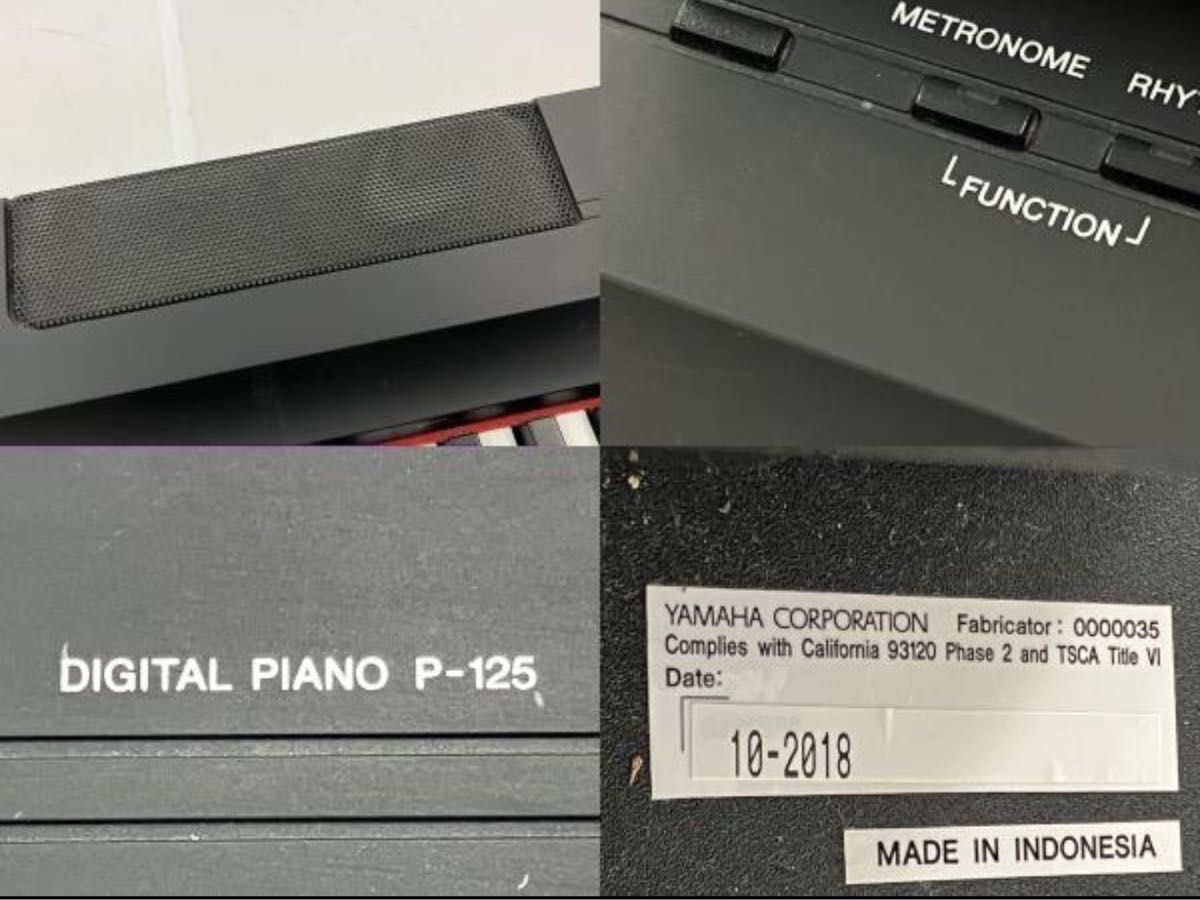 METRONOME
FUNCTION
DIGITAL PIANO P-125
YAMAHA CORPORATION Fabricator: 0000035
Complies with California 93120 Phase 2 and TSCA Title VI
Date:
10-2018
MADE IN INDONESIA